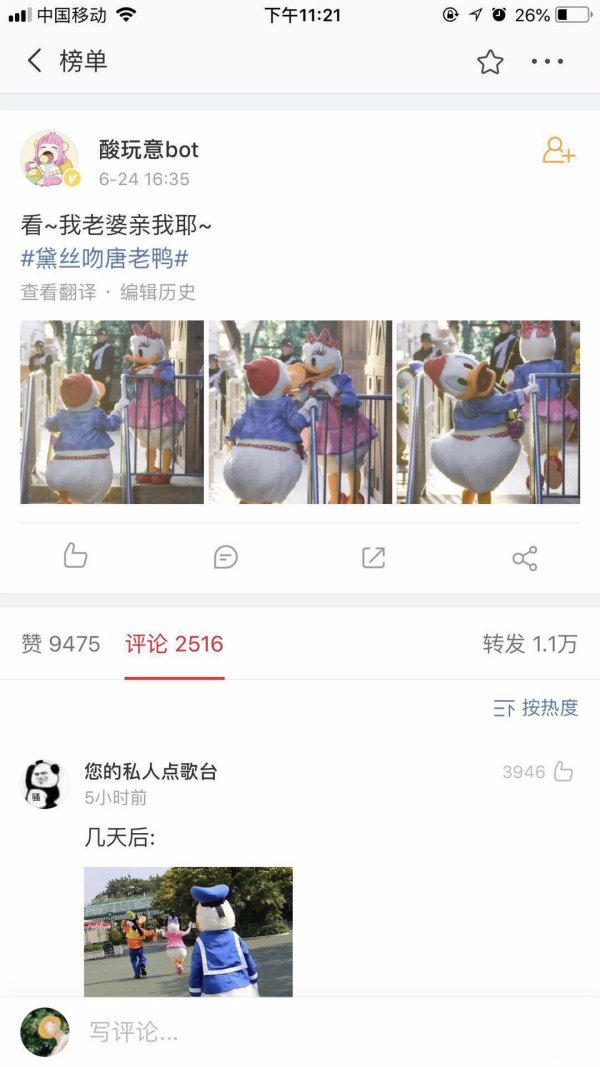 中国移动
下午11:21
26%
榜单
酸玩意bot
6-24 16:35
看~我老婆亲我耶~
#黛丝吻唐老鸭#
查看翻译 · 编辑历史
赞 9475
评论 2516
转发 1.1万
按热度
您的私人点歌台
3946
5小时前
骚
几天后:
写评论...